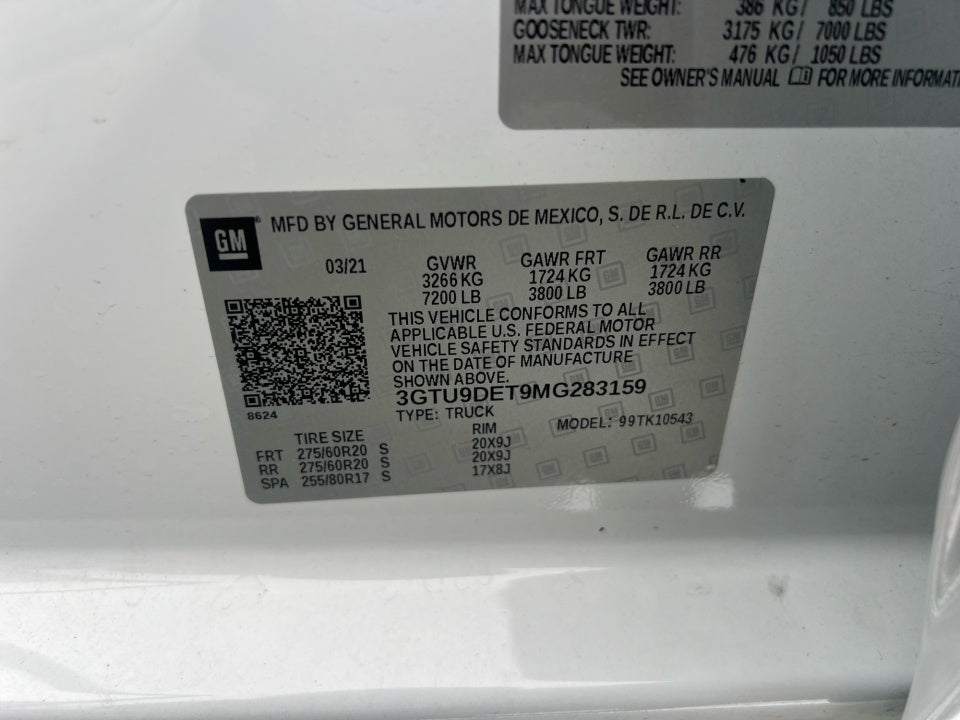 MAX TONGUE WEIGHT: 386 KG/ 850 LBS
GOOSENECK TWR: 3175 KG/ 7000 LBS
MAX TONGUE WEIGHT: 476 KG/ 1050 LBS
SEE OWNER'S MANUAL FOR MORE INFORMAT
GM
MFD BY GENERAL MOTORS DE MEXICO, S. DE R.L. DE C.V.
03/21 GVWR GAWR FRT GAWR RR
3266 KG 1724 KG 1724 KG
7200 LB 3800 LB 3800 LB
THIS VEHICLE CONFORMS TO ALL
APPLICABLE U.S. FEDERAL MOTOR
VEHICLE SAFETY STANDARDS IN EFFECT
ON THE DATE OF MANUFACTURE
SHOWN ABOVE.
3GTU9DET9MG283159
8624
TYPE: TRUCK
MODEL: 99TK10543
TIRE SIZE RIM
FRT 275/60R20 S 20X9J
RR 275/60R20 S 20X9J
SPA 255/80R17 S 17X8J